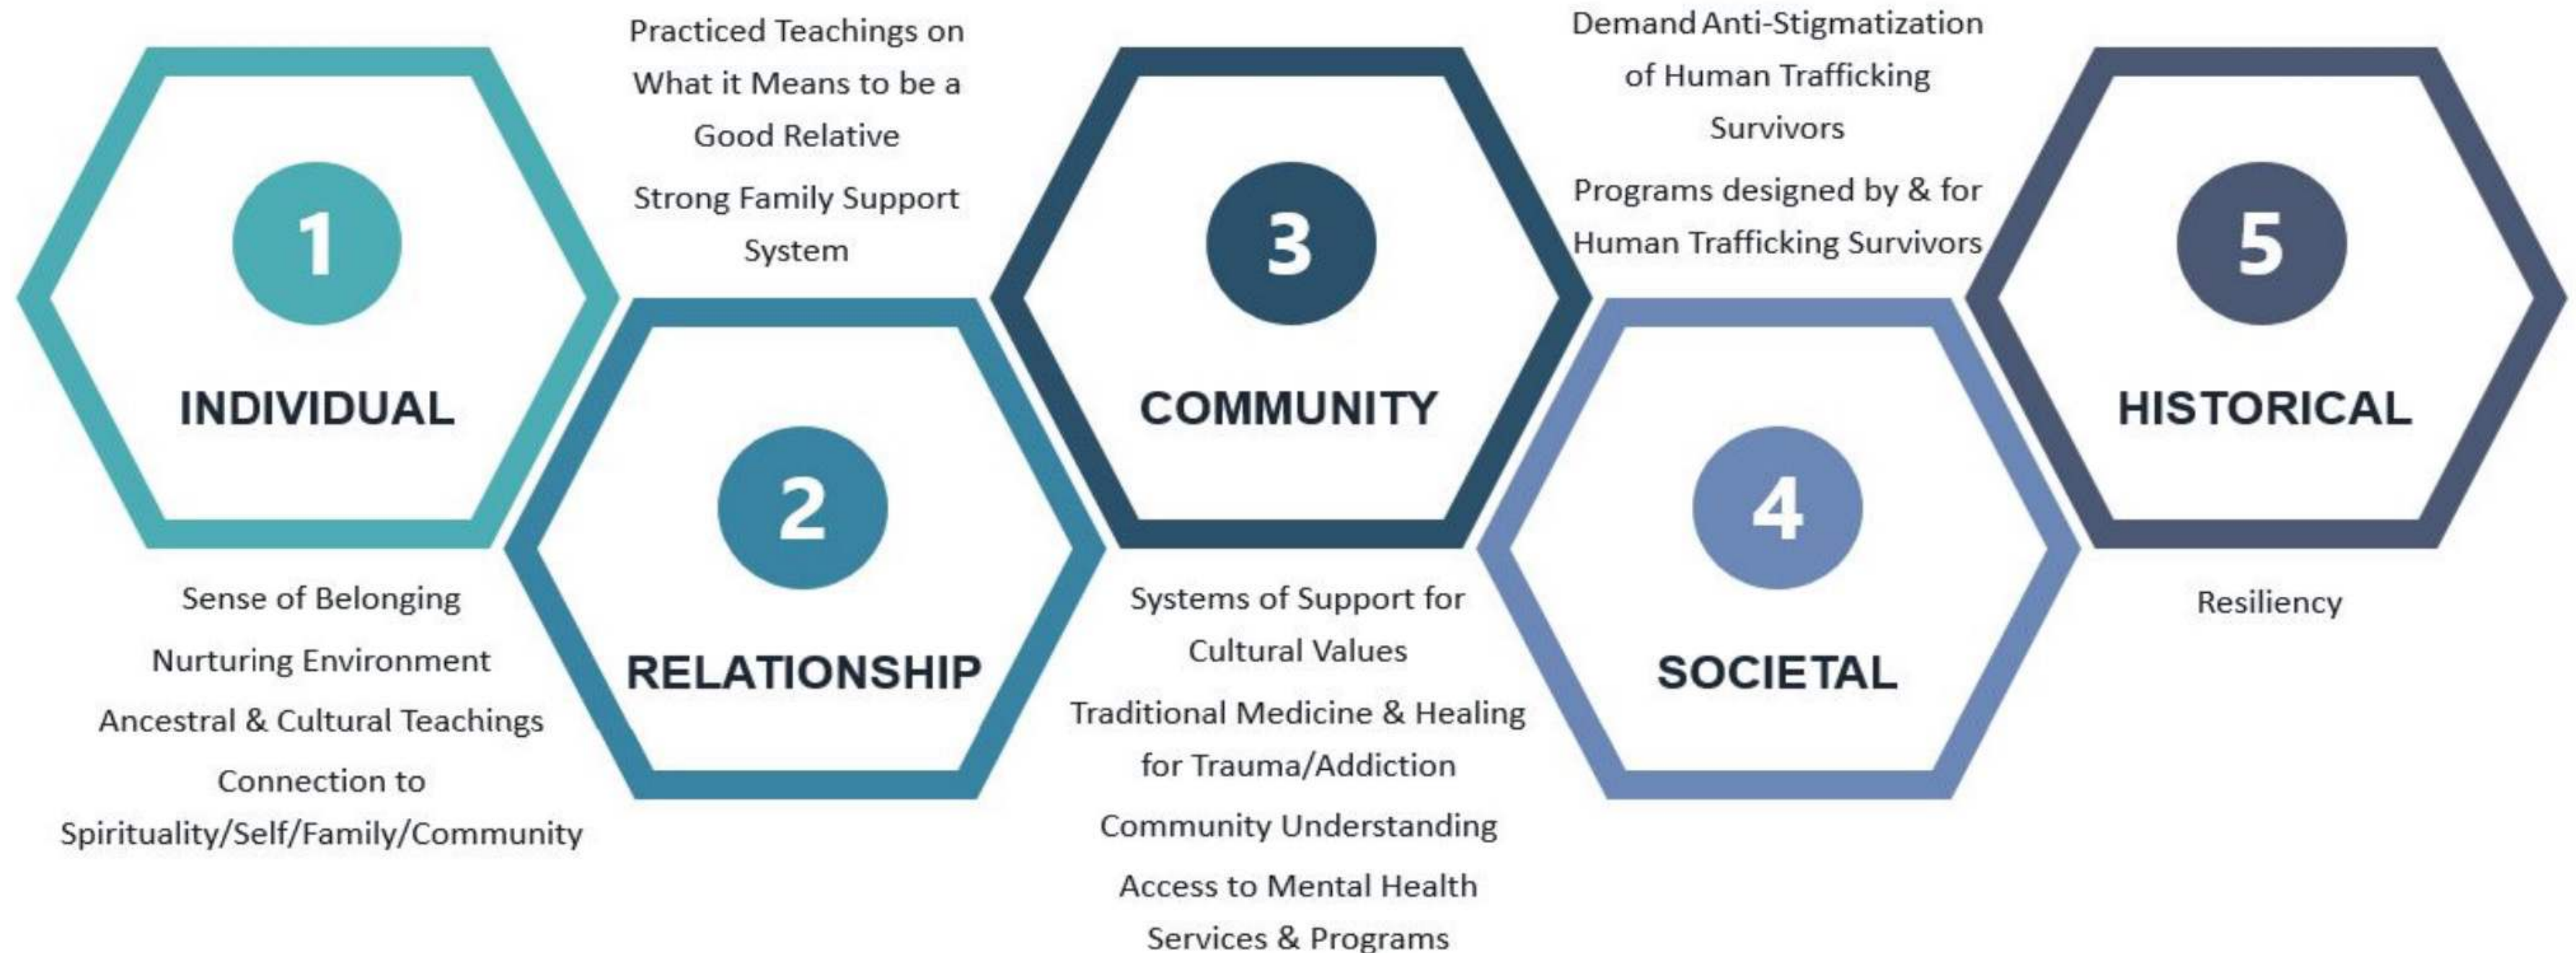 1
INDIVIDUAL
Sense of Belonging
Nurturing Environment
Ancestral & Cultural Teachings
Connection to
Spirituality/Self/Family/Community
Practiced Teachings on
What it Means to be a
Good Relative
Strong Family Support
System
2
RELATIONSHIP
3
COMMUNITY
Systems of Support for
Cultural Values
Traditional Medicine & Healing
for Trauma/Addiction
Community Understanding
Access to Mental Health
Services & Programs
Demand Anti-Stigmatization
of Human Trafficking
Survivors
Programs designed by & for
Human Trafficking Survivors
4
SOCIETAL
5
HISTORICAL
Resiliency